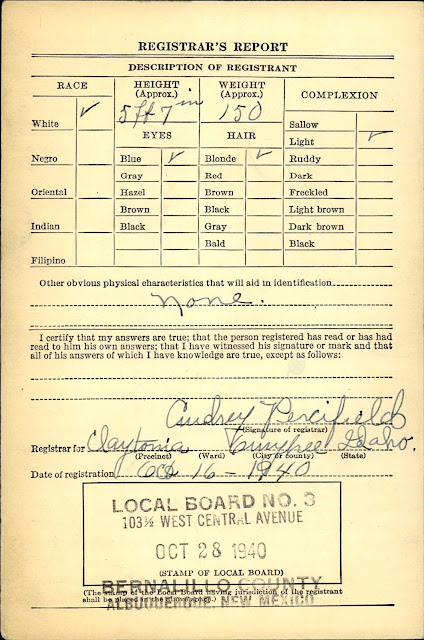 REGISTRAR'S REPORT
DESCRIPTION OF REGISTRANT
RACE
HEIGHT (Approx.)
WEIGHT (Approx.)
COMPLEXION
White ✓
5 ft 7 in
150
EYES
HAIR
Sallow
Light ✓
Negro
Blue ✓
Blonde ✓
Ruddy
Gray
Red
Dark
Oriental
Hazel
Brown
Freckled
Brown
Black
Light brown
Indian
Black
Gray
Dark brown
Bald
Black
Filipino
Other obvious physical characteristics that will aid in identification
None.
I certify that my answers are true; that the person registered has read or has had
read to him his own answers; that I have witnessed his signature or mark and that
all of his answers of which I have knowledge are true, except as follows:
Audrey Percifield
(Signature of registrar)
Registrar for Claytonia Idaho.
(Precinct) (Ward) (City or county) (State)
Date of registration Oct 16 - 1940
LOCAL BOARD NO. 3
103½ WEST CENTRAL AVENUE
OCT 28 1940
(STAMP OF LOCAL BOARD)
BERNALILLO COUNTY
(The stamp of the Local Board having jurisdiction of the registrant
shall be placed in the above space.)
ALBUQUERQUE, NEW MEXICO